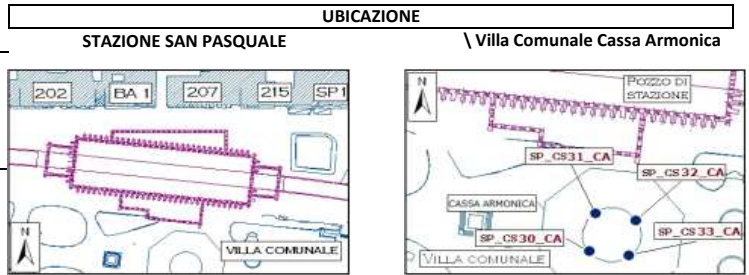 UBICAZIONE
STAZIONE SAN PASQUALE
\ Villa Comunale Cassa Armonica
202
BA 1
207
215
SP1
N
VILLA COMUNALE
N
POZZO DI
STAZIONE
SP_CS31_CA
SP_CS32_CA
CASSA ARMONICA
SP_CS30_CA
SP_CS33_CA
VILLA COMUNALE